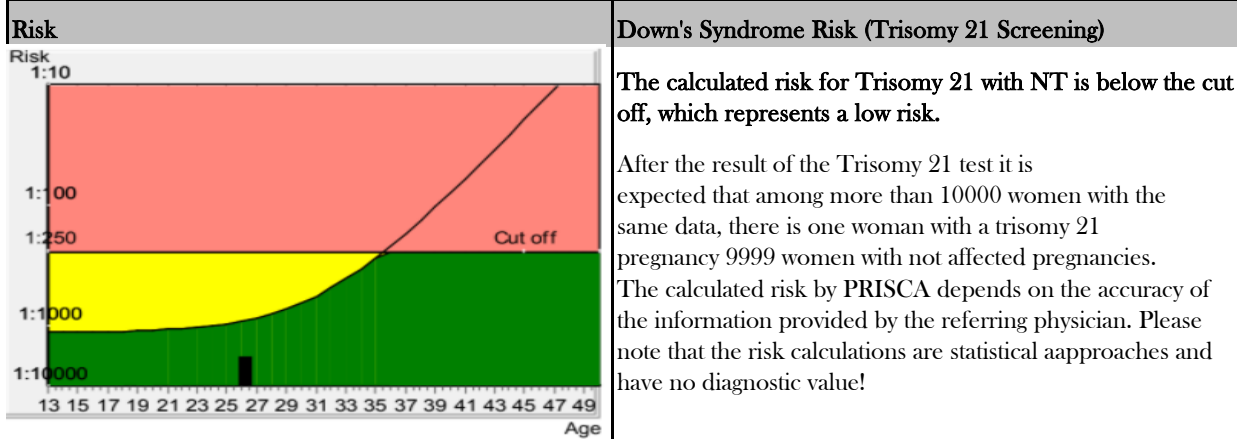 Risk
Risk
1:10
1:100
1:250
Cut off
1:1000
1:10000
13 15 17 19 21 23 25 27 29 31 33 35 37 39 41 43 45 47 49
Age
Down's Syndrome Risk (Trisomy 21 Screening)
The calculated risk for Trisomy 21 with NT is below the cut
off, which represents a low risk.
After the result of the Trisomy 21 test it is
expected that among more than 10000 women with the
same data, there is one woman with a trisomy 21
pregnancy 9999 women with not affected pregnancies.
The calculated risk by PRISCA depends on the accuracy of
the information provided by the referring physician. Please
note that the risk calculations are statistical aapproaches and
have no diagnostic value!